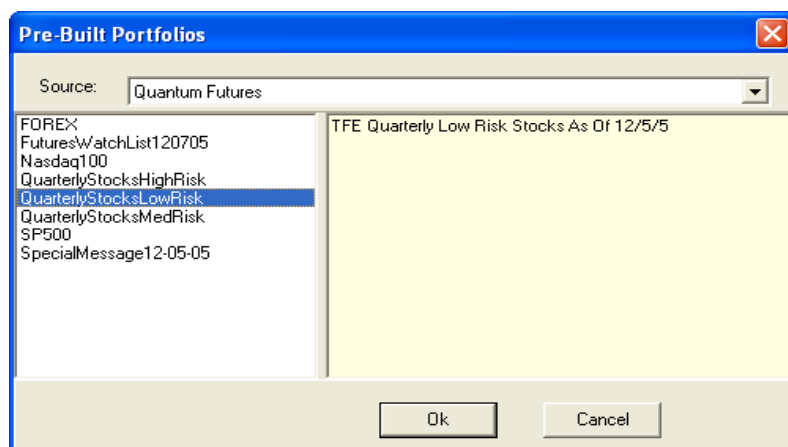 Pre-Built Portfolios
Source: Quantum Futures
FOREX
FuturesWatchList120705
Nasdaq100
QuarterlyStocksHighRisk
QuarterlyStocksLowRisk
QuarterlyStocksMedRisk
SP500
SpecialMessage12-05-05
TFE Quarterly Low Risk Stocks As Of 12/5/5
Ok Cancel